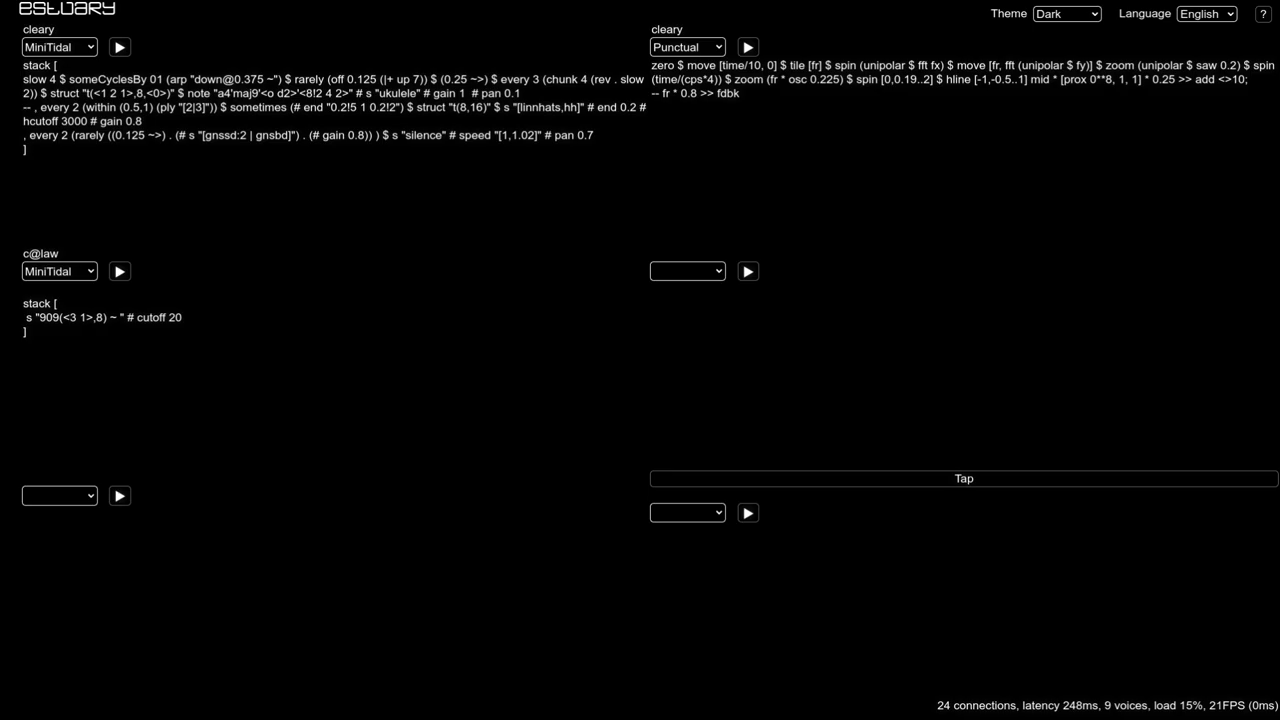 estuary
Theme Dark Language English ?
cleary
MiniTidal
stack [
slow 4 $ someCyclesBy 01 (arp "down@0.375 ~") $ rarely (off 0.125 (|+ up 7)) $ (0.25 ~>) $ every 3 (chunk 4 (rev . slow
2)) $ struct "t(<1 2 1>,8,<0>)" $ note "a4'maj9'<o d2>'<8!2 4 2>" # s "ukulele" # gain 1  # pan 0.1
-- , every 2 (within (0.5,1) (ply "[2|3]")) $ sometimes (# end "0.2!5 1 0.2!2") $ struct "t(8,16)" $ s "[linnhats,hh]" # end 0.2 #
hcutoff 3000 # gain 0.8
, every 2 (rarely ((0.125 ~>) . (# s "[gnssd:2 | gnsbd]") . (# gain 0.8)) ) $ s "silence" # speed "[1,1.02]" # pan 0.7
]
cleary
Punctual
zero $ move [time/10, 0] $ tile [fr] $ spin (unipolar $ fft fx) $ move [fr, fft (unipolar $ fy)] $ zoom (unipolar $ saw 0.2) $ spin
(time/(cps*4)) $ zoom (fr * osc 0.225) $ spin [0,0.19..2] $ hline [-1,-0.5..1] mid * [prox 0**8, 1, 1] * 0.25 >> add <>10;
-- fr * 0.8 >> fdbk
c@law
MiniTidal
stack [
s "909(<3 1>,8) ~ " # cutoff 20
]
Tap
24 connections, latency 248ms, 9 voices, load 15%, 21FPS (0ms)